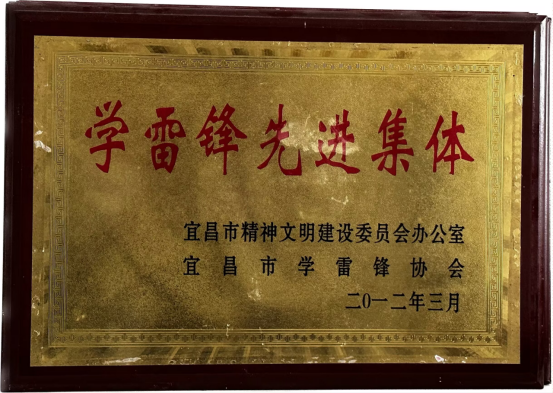 学雷锋先进集体
宜昌市精神文明建设委员会办公室
宜昌市学雷锋协会
二〇一二年三月